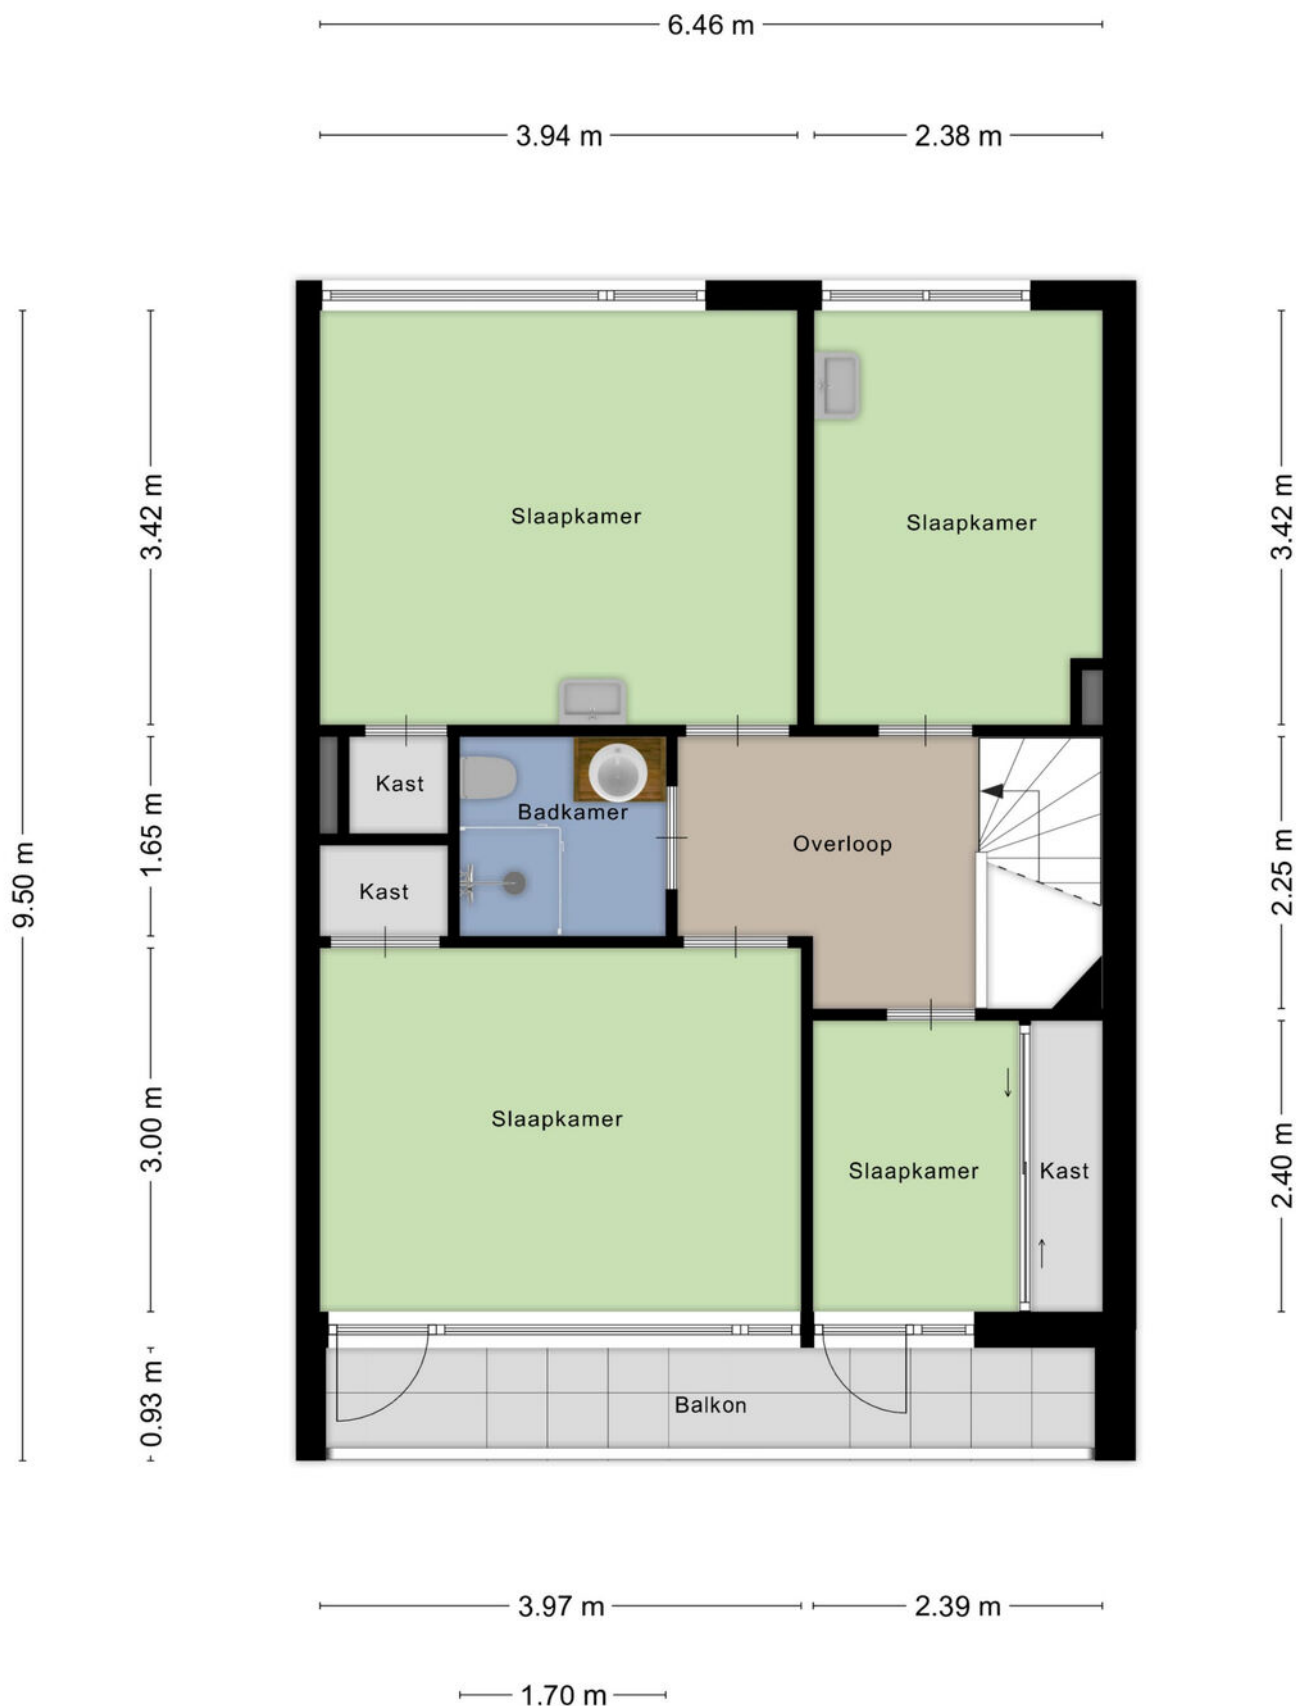 6.46 m
3.94 m
2.38 m
Slaapkamer
Slaapkamer
3.42 m
3.42 m
Kast
Badkamer
Overloop
Kast
1.65 m
2.25 m
9.50 m
Slaapkamer
Slaapkamer
Kast
3.00 m
2.40 m
Balkon
0.93 m
3.97 m
2.39 m
1.70 m